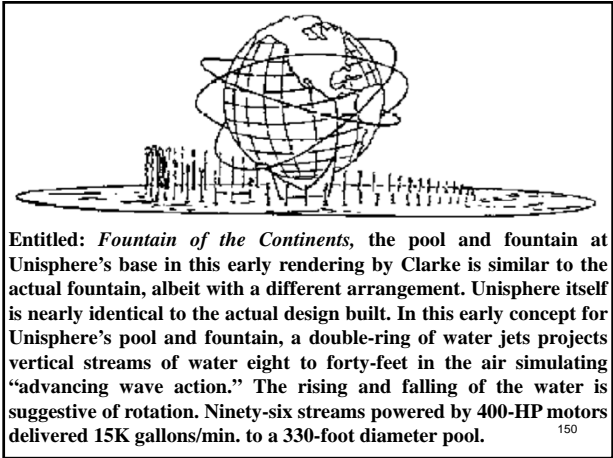 Entitled: Fountain of the Continents, the pool and fountain at
Unisphere’s base in this early rendering by Clarke is similar to the
actual fountain, albeit with a different arrangement. Unisphere itself
is nearly identical to the actual design built. In this early concept for
Unisphere’s pool and fountain, a double-ring of water jets projects
vertical streams of water eight to forty-feet in the air simulating
“advancing wave action.” The rising and falling of the water is
suggestive of rotation. Ninety-six streams powered by 400-HP motors
delivered 15K gallons/min. to a 330-foot diameter pool.
150